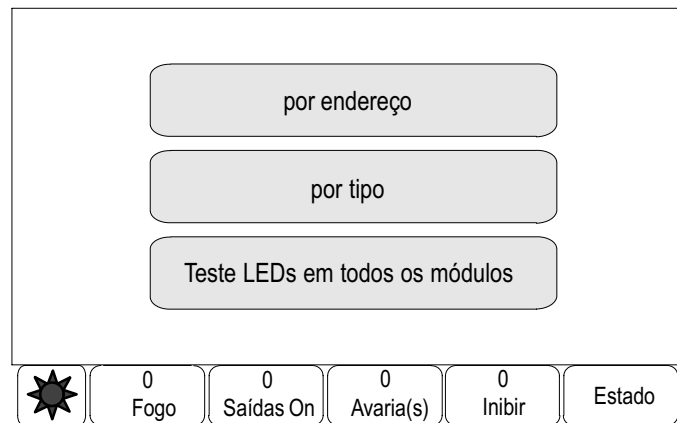 por endereço
por tipo
Teste LEDs em todos os módulos
0
Fogo
0
Saídas On
0
Avaria(s)
0
Inibir
Estado